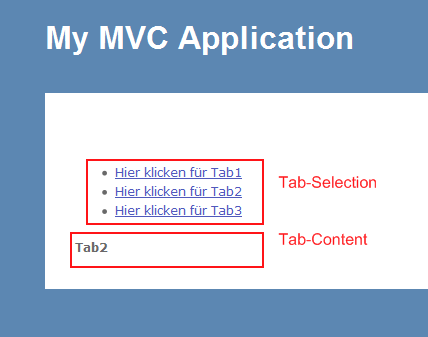 My MVC Application
Hier klicken für Tab1
Hier klicken für Tab2
Hier klicken für Tab3
Tab-Selection
Tab2
Tab-Content